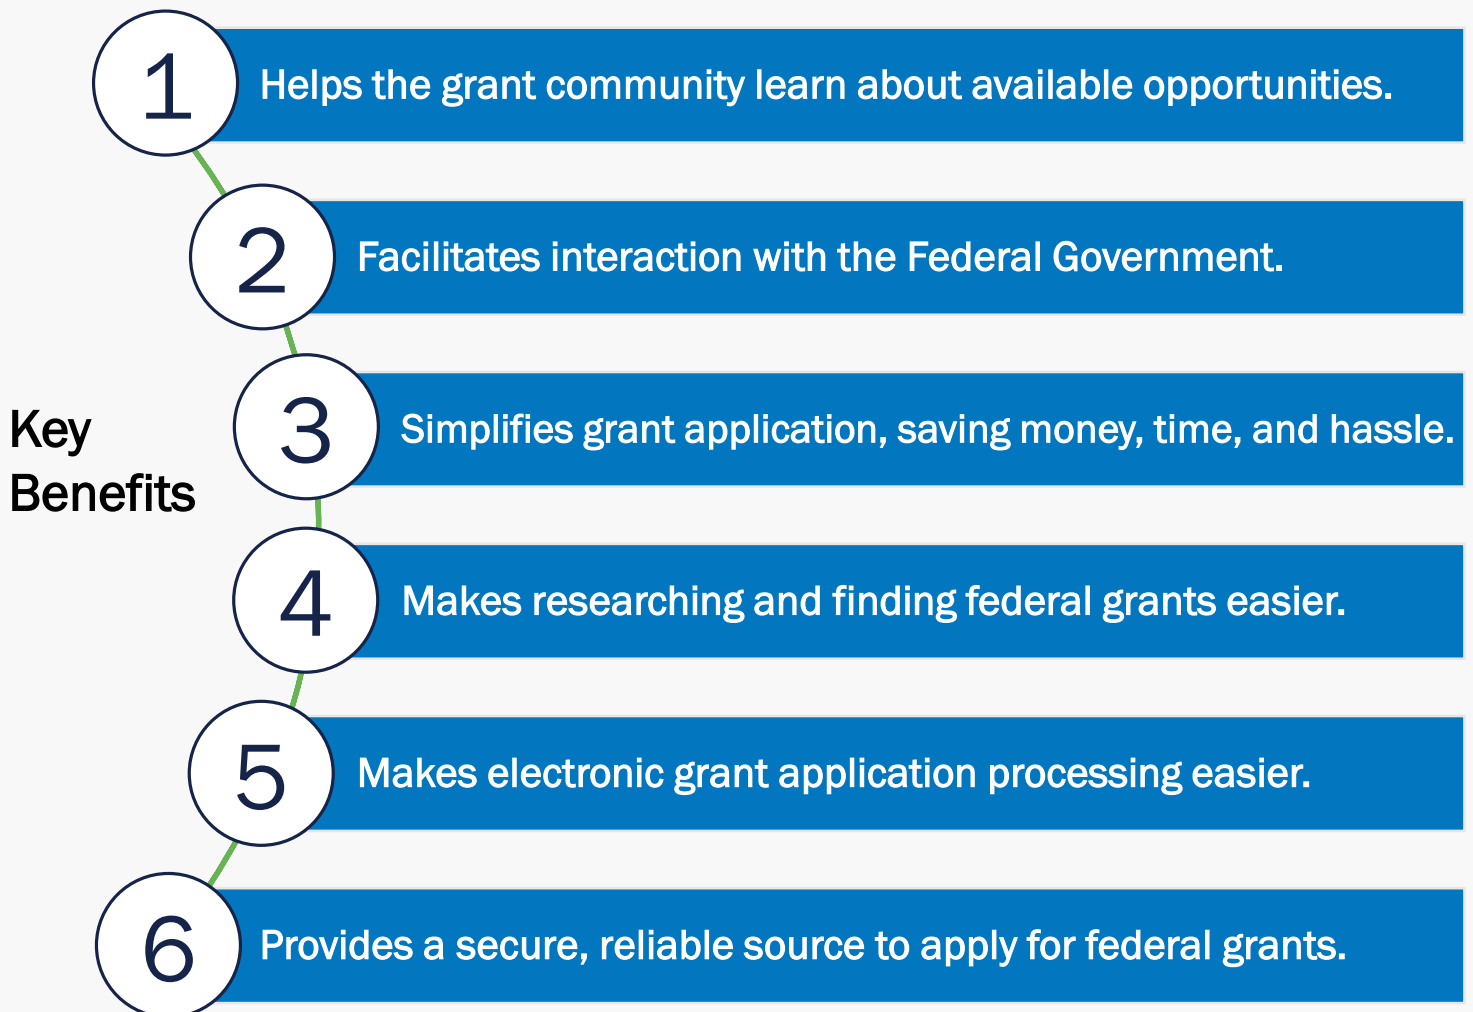 Key
Benefits
1
Helps the grant community learn about available opportunities.
2
Facilitates interaction with the Federal Government.
3
Simplifies grant application, saving money, time, and hassle.
4
Makes researching and finding federal grants easier.
5
Makes electronic grant application processing easier.
6
Provides a secure, reliable source to apply for federal grants.